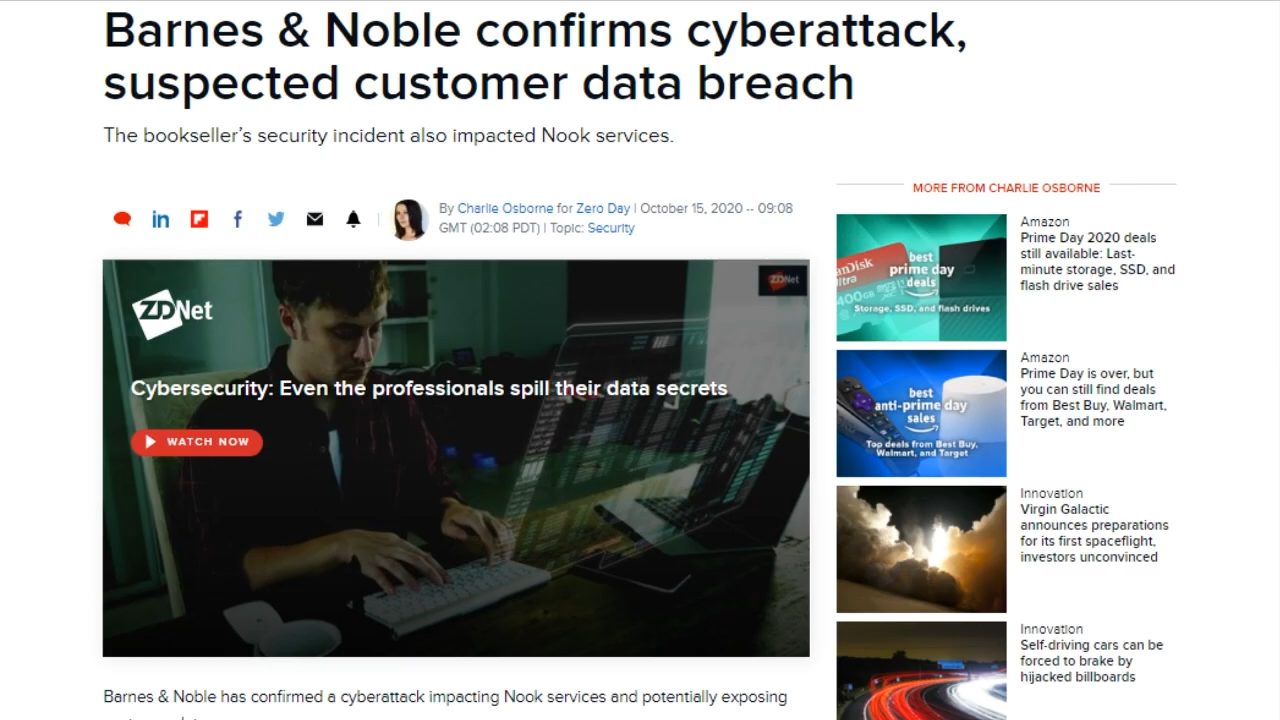 Barnes & Noble confirms cyberattack,
suspected customer data breach
The bookseller's security incident also impacted Nook services.
By Charlie Osborne for Zero Day | October 15, 2020 -- 09:08
GMT (02:08 PDT) | Topic: Security
ZDNet
ZDNet
Cybersecurity: Even the professionals spill their data secrets
WATCH NOW
Barnes & Noble has confirmed a cyberattack impacting Nook services and potentially exposing
MORE FROM CHARLIE OSBORNE
best
prime day
deals
Storage, SSD, and flash drives
Amazon
Prime Day 2020 deals
still available: Last-
minute storage, SSD, and
flash drive sales
best
anti-prime day
sales
Top deals from Best Buy,
Walmart, and Target
Amazon
Prime Day is over, but
you can still find deals
from Best Buy, Walmart,
Target, and more
Innovation
Virgin Galactic
announces preparations
for its first spaceflight,
investors unconvinced
Innovation
Self-driving cars can be
forced to brake by
hijacked billboards